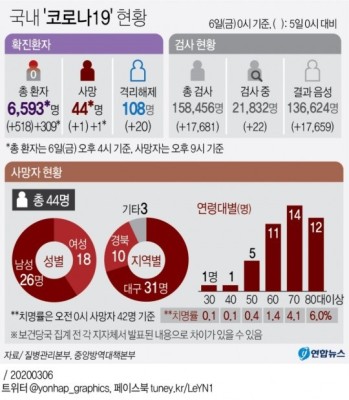 국내 '코로나19' 현황
6일(금) 0시 기준, ( ) : 5일 0시 대비
확진환자
검사 현황
총 환자
사망
격리해제
총 검사
검사 중
결과 음성
6,593*명
44*명
108명
158,456명
21,832명
136,624명
(+518) +309*
(+1) +1*
(+20)
(+17,681)
(+22)
(+17,659)
*총 환자는 6일(금) 오후 4시 기준, 사망자는 오후 9시 기준
사망자 현황
총 44명
성별
남성
26명
여성
18
지역별
기타3
경북
10
대구 31명
연령대별(명)
1명
1
5
11
14
12
30
40
50
60
70
80대이상
**치명률
0.1
0.1
0.4
1.4
4.1
6.0%
**치명률은 오전 0시 사망자 42명 기준
※ 보건당국 집계 전 각 지자체서 발표된 내용으로 차이가 있을 수 있음
자료/ 질병관리본부, 중앙방역대책본부
연합뉴스
/ 20200306
트위터 @yonhap_graphics, 페이스북 tuney.kr/LeYN1